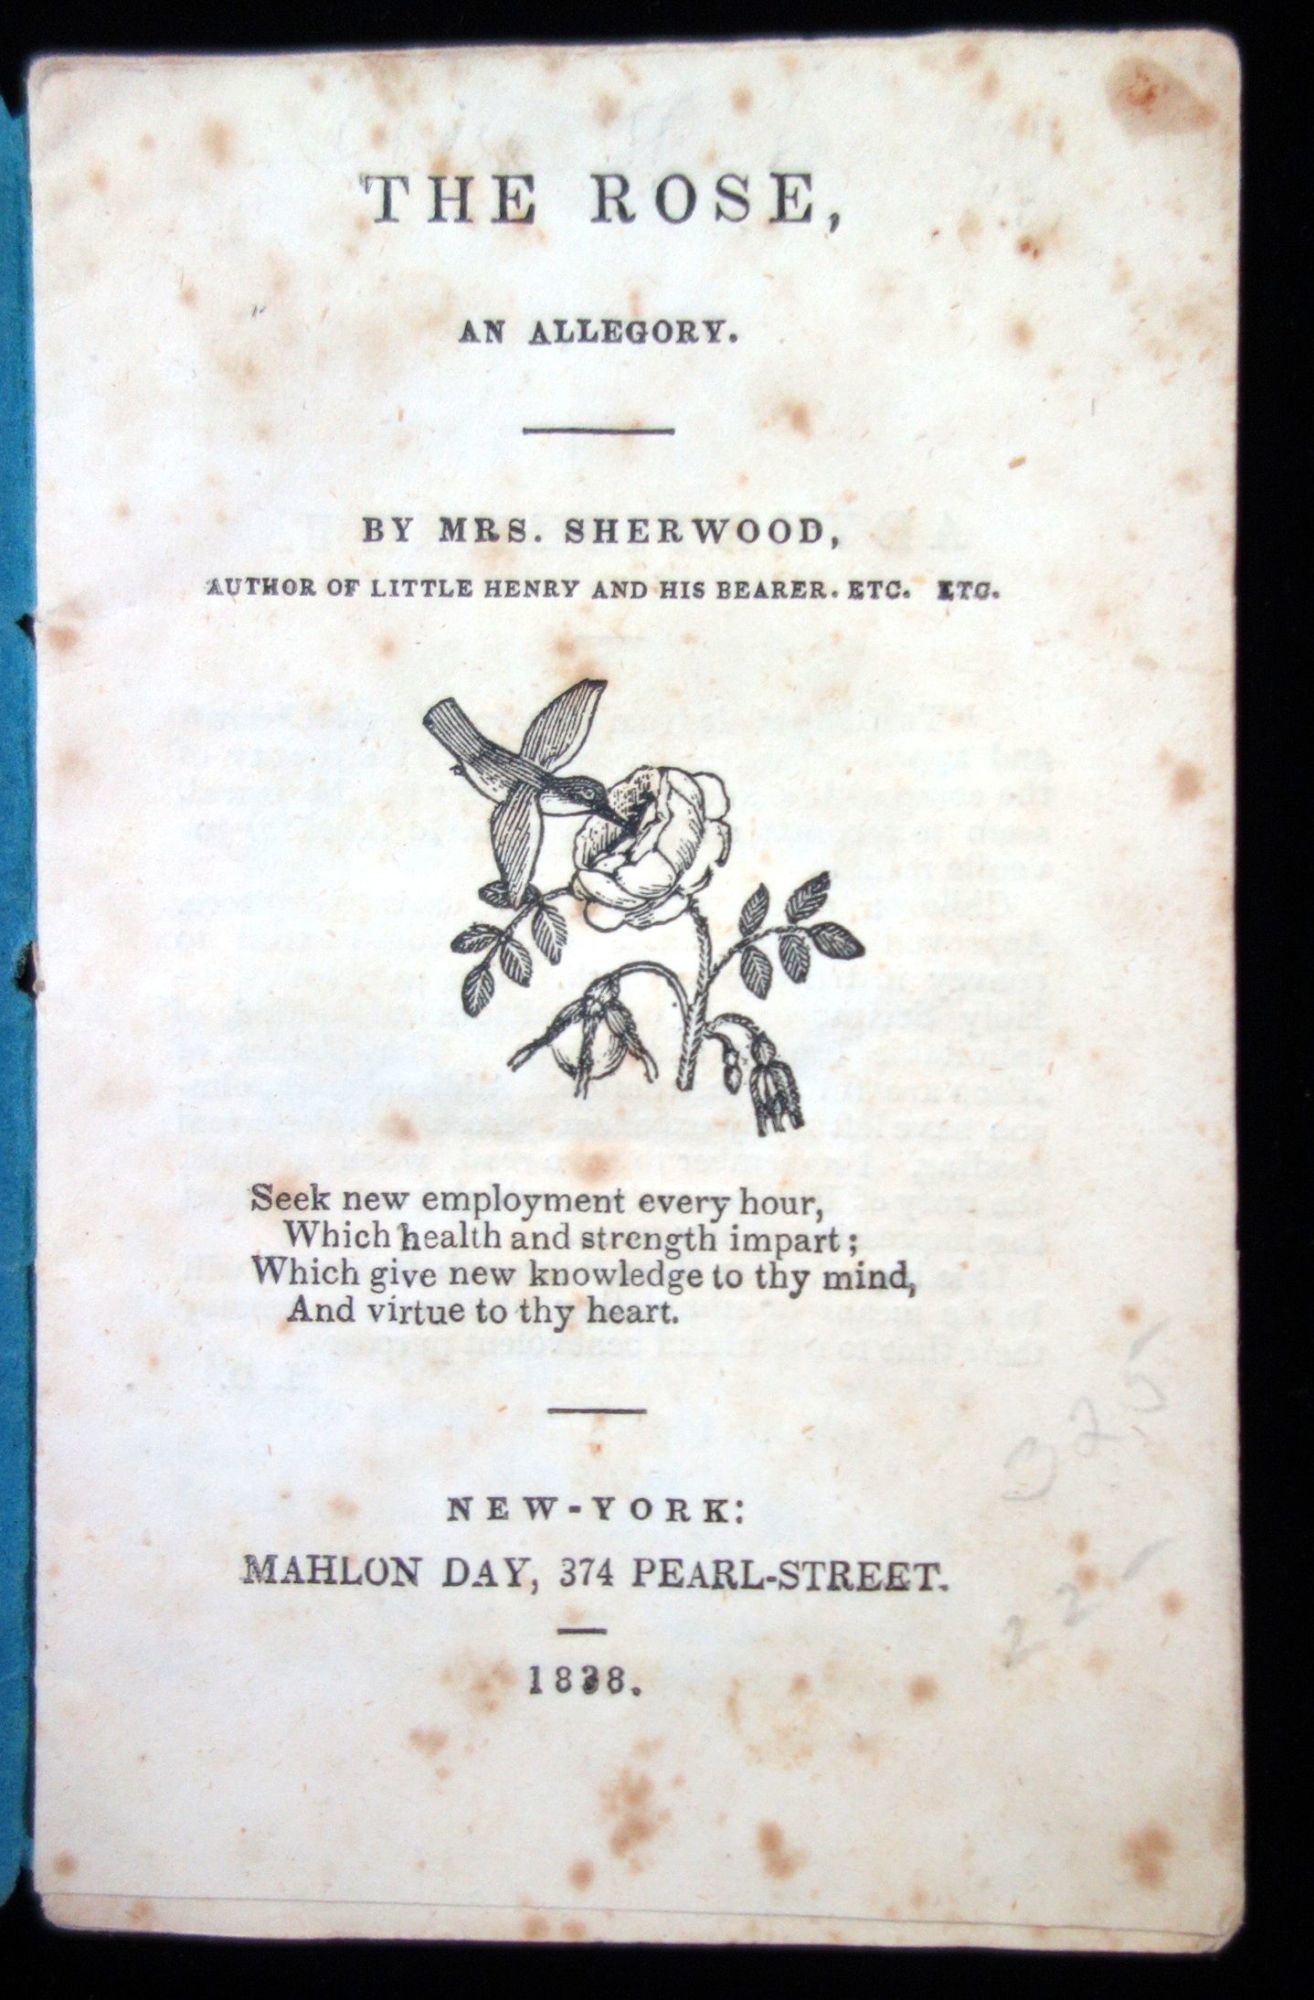 THE ROSE,
AN ALLEGORY.
BY MRS. SHERWOOD,
AUTHOR OF LITTLE HENRY AND HIS BEARER. ETC. ETC.
Seek new employment every hour,
Which health and strength impart;
Which give new knowledge to thy mind,
And virtue to thy heart.
NEW-YORK:
MAHLON DAY, 374 PEARL-STREET.
1838.